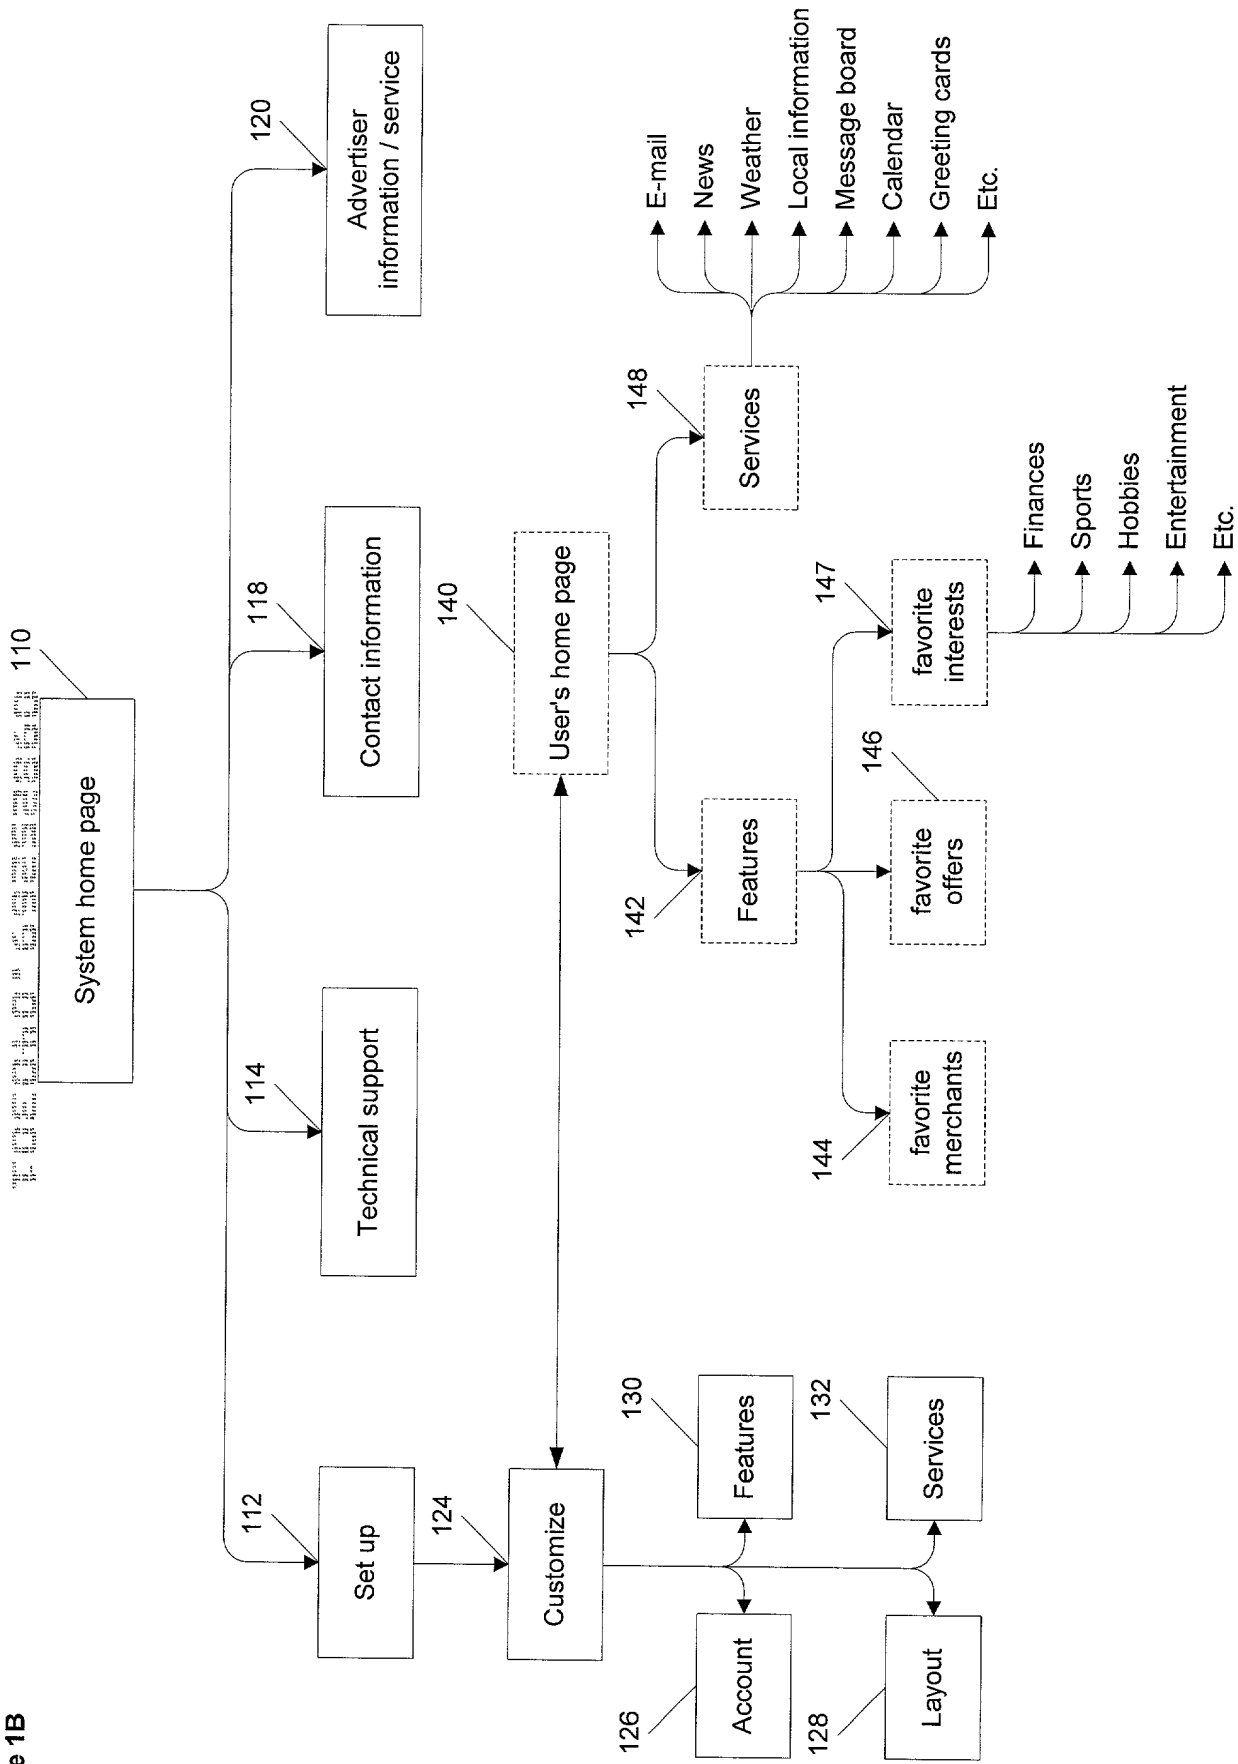 e 1B
110
System home page
112
114
118
120
Set up
Technical support
Contact information
Advertiser
information / service
124
140
Customize
User's home page
126
130
142
148
Account
Features
Features
Services
E-mail
News
Weather
Local information
Message board
Calendar
Greeting cards
Etc.
128
132
144
146
147
Layout
Services
favorite
merchants
favorite
offers
favorite
interests
Finances
Sports
Hobbies
Entertainment
Etc.